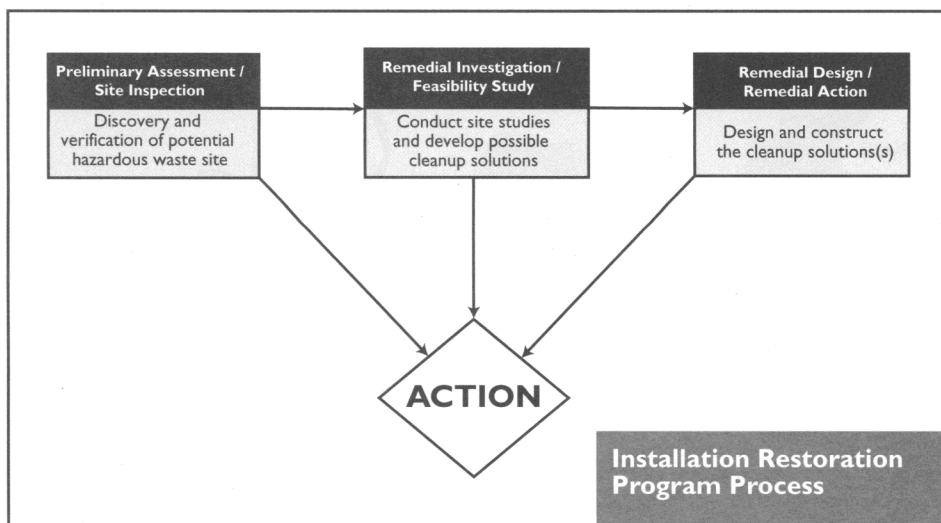 Preliminary Assessment /
Site Inspection
Discovery and
verification of potential
hazardous waste site
Remedial Investigation /
Feasibility Study
Conduct site studies
and develop possible
cleanup solutions
Remedial Design /
Remedial Action
Design and construct
the cleanup solutions(s)
ACTION
Installation Restoration
Program Process